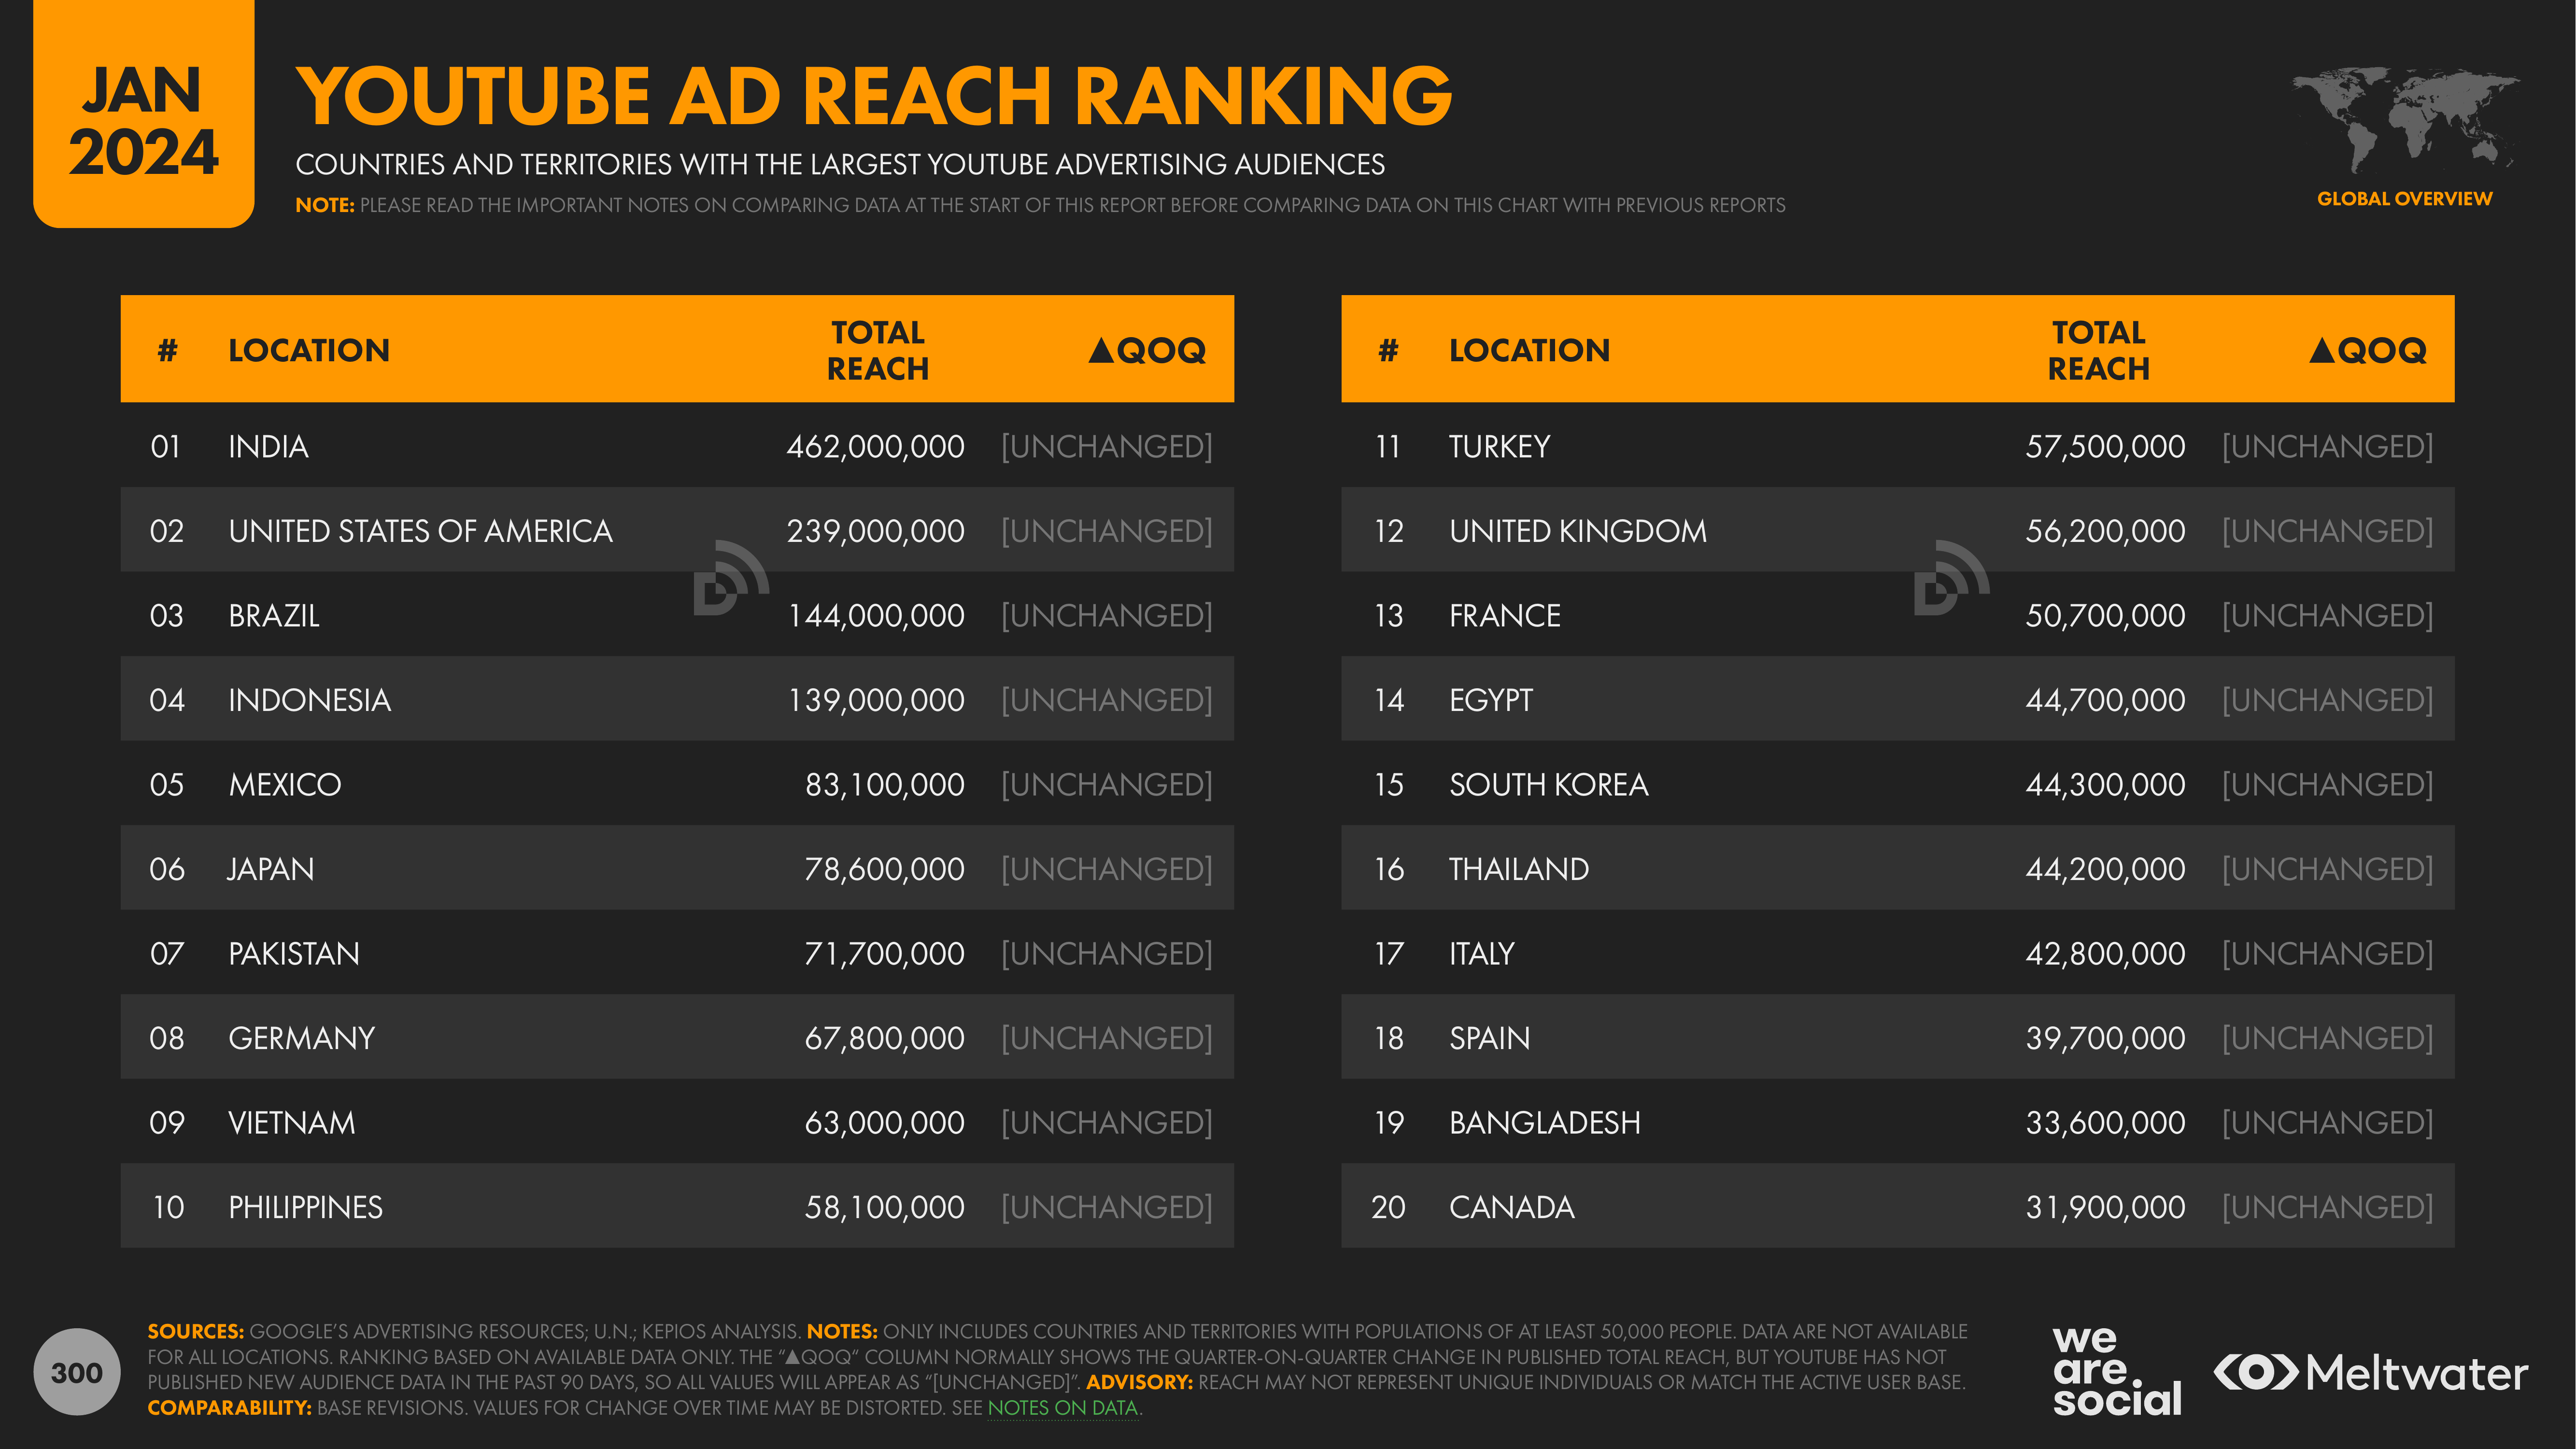 JAN
2024
YOUTUBE AD REACH RANKING
COUNTRIES AND TERRITORIES WITH THE LARGEST YOUTUBE ADVERTISING AUDIENCES
NOTE: PLEASE READ THE IMPORTANT NOTES ON COMPARING DATA AT THE START OF THIS REPORT BEFORE COMPARING DATA ON THIS CHART WITH PREVIOUS REPORTS
GLOBAL OVERVIEW
# LOCATION TOTAL REACH ▲QOQ
01 INDIA 462,000,000 [UNCHANGED]
02 UNITED STATES OF AMERICA 239,000,000 [UNCHANGED]
03 BRAZIL 144,000,000 [UNCHANGED]
04 INDONESIA 139,000,000 [UNCHANGED]
05 MEXICO 83,100,000 [UNCHANGED]
06 JAPAN 78,600,000 [UNCHANGED]
07 PAKISTAN 71,700,000 [UNCHANGED]
08 GERMANY 67,800,000 [UNCHANGED]
09 VIETNAM 63,000,000 [UNCHANGED]
10 PHILIPPINES 58,100,000 [UNCHANGED]
# LOCATION TOTAL REACH ▲QOQ
11 TURKEY 57,500,000 [UNCHANGED]
12 UNITED KINGDOM 56,200,000 [UNCHANGED]
13 FRANCE 50,700,000 [UNCHANGED]
14 EGYPT 44,700,000 [UNCHANGED]
15 SOUTH KOREA 44,300,000 [UNCHANGED]
16 THAILAND 44,200,000 [UNCHANGED]
17 ITALY 42,800,000 [UNCHANGED]
18 SPAIN 39,700,000 [UNCHANGED]
19 BANGLADESH 33,600,000 [UNCHANGED]
20 CANADA 31,900,000 [UNCHANGED]
300
SOURCES: GOOGLE'S ADVERTISING RESOURCES; U.N.; KEPIOS ANALYSIS. NOTES: ONLY INCLUDES COUNTRIES AND TERRITORIES WITH POPULATIONS OF AT LEAST 50,000 PEOPLE. DATA ARE NOT AVAILABLE
FOR ALL LOCATIONS. RANKING BASED ON AVAILABLE DATA ONLY. THE "▲QOQ" COLUMN NORMALLY SHOWS THE QUARTER-ON-QUARTER CHANGE IN PUBLISHED TOTAL REACH, BUT YOUTUBE HAS NOT
PUBLISHED NEW AUDIENCE DATA IN THE PAST 90 DAYS, SO ALL VALUES WILL APPEAR AS "[UNCHANGED]". ADVISORY: REACH MAY NOT REPRESENT UNIQUE INDIVIDUALS OR MATCH THE ACTIVE USER BASE.
COMPARABILITY: BASE REVISIONS. VALUES FOR CHANGE OVER TIME MAY BE DISTORTED. SEE NOTES ON DATA.
we
are
social
Meltwater